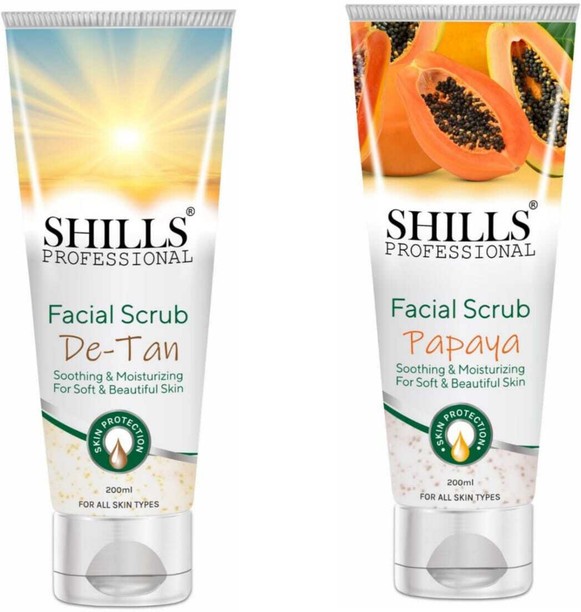 SHILLS®
PROFESSIONAL
Facial Scrub
De-Tan
Soothing & Moisturizing
For Soft & Beautiful Skin
SKIN PROTECTION
200ml
FOR ALL SKIN TYPES
SHILLS®
PROFESSIONAL
Facial Scrub
Papaya
Soothing & Moisturizing
For Soft & Beautiful Skin
SKIN PROTECTION
200ml
FOR ALL SKIN TYPES